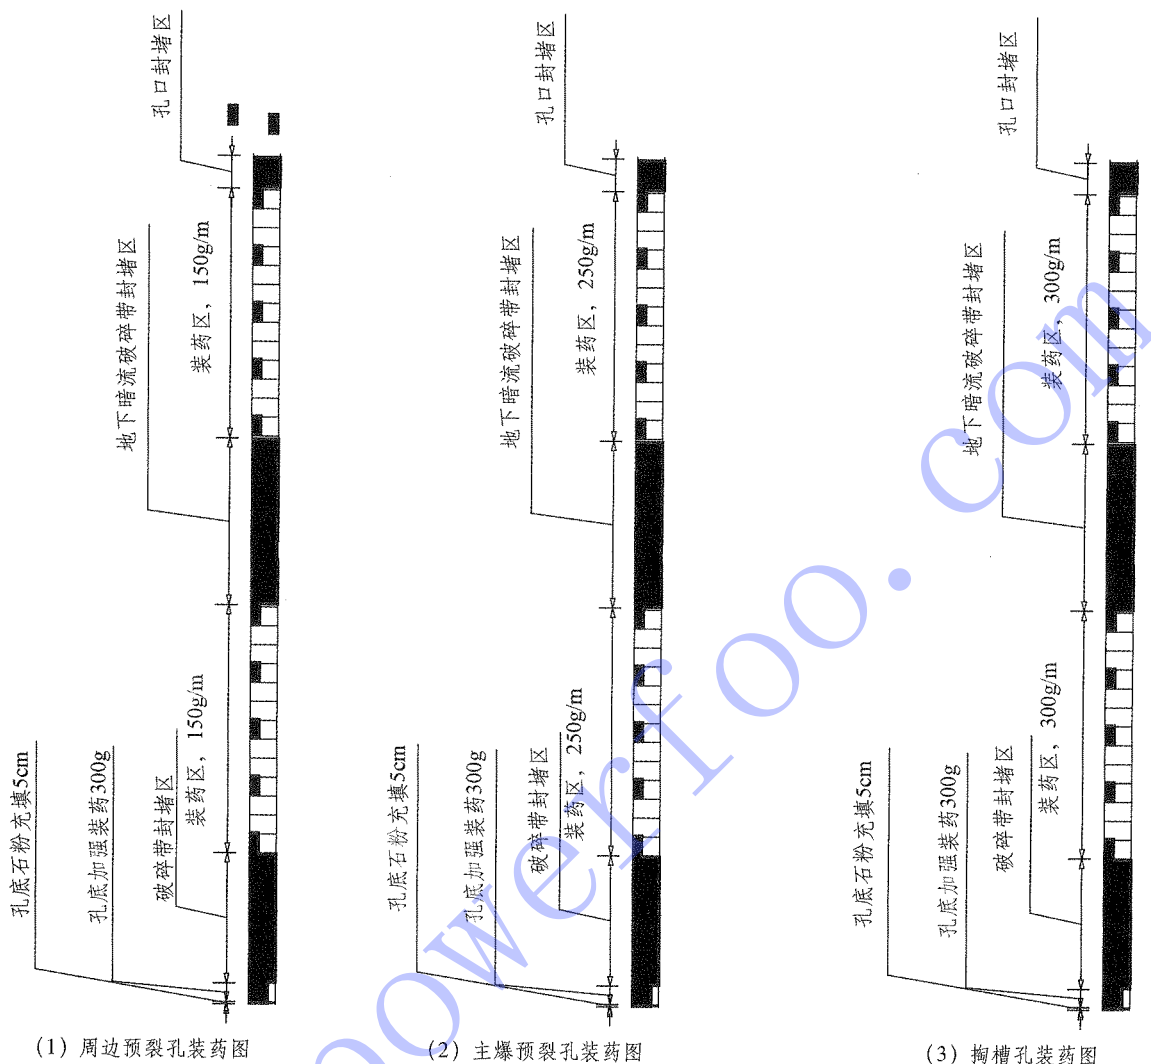 孔口封堵区
地下暗流破碎带封堵区
装药区，150g/m
孔底石粉充填5cm
孔底加强装药300g
破碎带封堵区
装药区，150g/m
(1) 周边预裂孔装药图
孔口封堵区
地下暗流破碎带封堵区
装药区，250g/m
孔底石粉充填5cm
孔底加强装药300g
破碎带封堵区
装药区，250g/m
(2) 主爆预裂孔装药图
孔口封堵区
地下暗流破碎带封堵区
装药区，300g/m
孔底石粉充填5cm
孔底加强装药300g
破碎带封堵区
装药区，300g/m
(3) 掏槽孔装药图
owerfoo.com